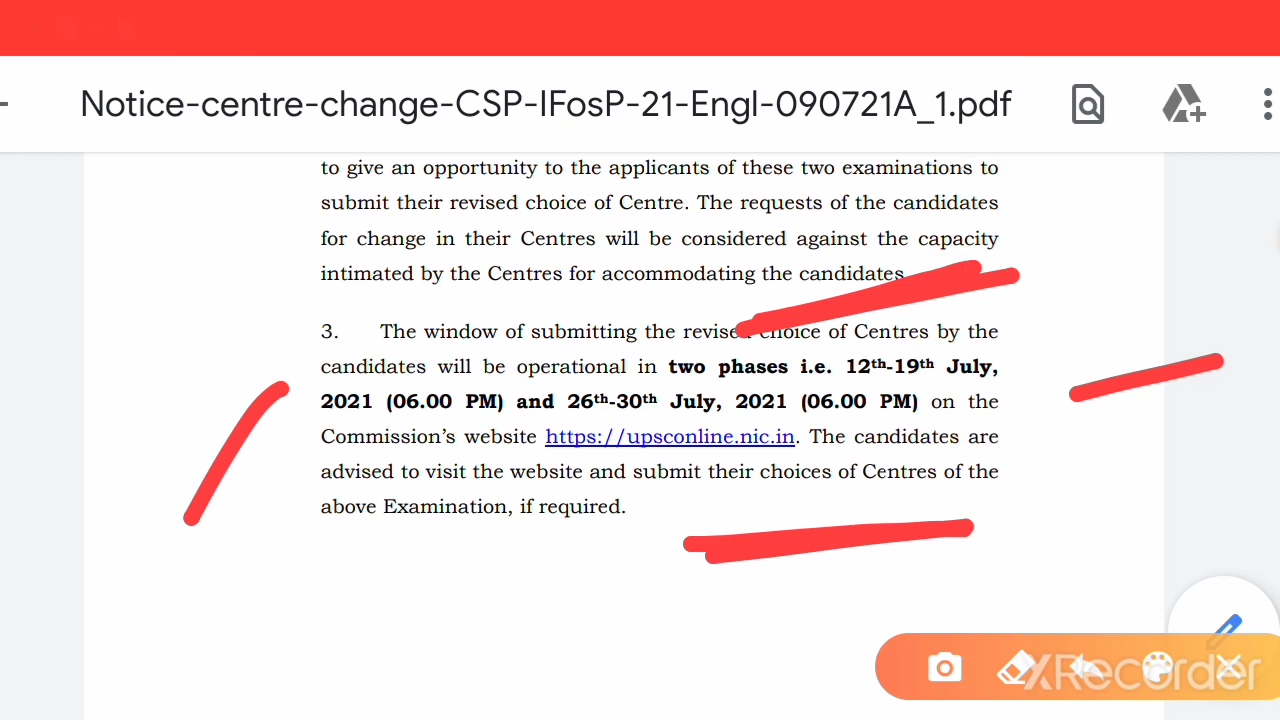 Notice-centre-change-CSP-IFosP-21-Engl-090721A_1.pdf
to give an opportunity to the applicants of these two examinations to
submit their revised choice of Centre. The requests of the candidates
for change in their Centres will be considered against the capacity
intimated by the Centres for accommodating the candidates.
3. The window of submitting the revised choice of Centres by the
candidates will be operational in two phases i.e. 12th-19th July,
2021 (06.00 PM) and 26th-30th July, 2021 (06.00 PM) on the
Commission's website https://upsconline.nic.in. The candidates are
advised to visit the website and submit their choices of Centres of the
above Examination, if required.
XRecorder